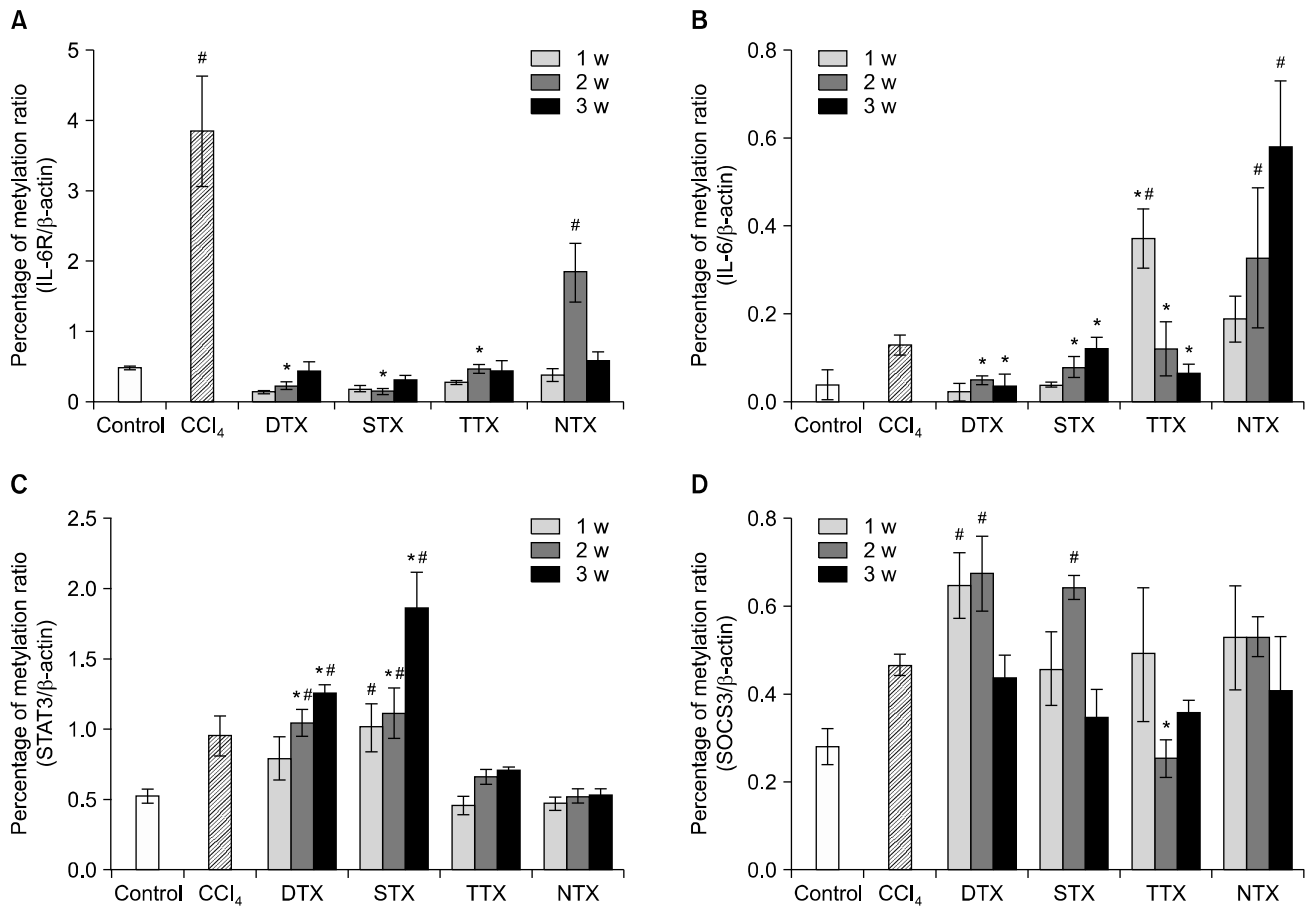 A
Percentage of metylation ratio
(IL-6R/β-actin)
5
4
3
2
1
0
#
*
*
*
#
1 w
2 w
3 w
Control CCl₄ DTX STX TTX NTX
B
Percentage of metylation ratio
(IL-6/β-actin)
0.8
0.6
0.4
0.2
0.0
1 w
2 w
3 w
* *
* *
*# * *
# #
Control CCl₄ DTX STX TTX NTX
C
Percentage of metylation ratio
(STAT3/β-actin)
2.5
2.0
1.5
1.0
0.5
0.0
*# *#
# *# *#
1 w
2 w
3 w
Control CCl₄ DTX STX TTX NTX
D
Percentage of metylation ratio
(SOCS3/β-actin)
0.8
0.6
0.4
0.2
0.0
1 w
2 w
3 w
# #
#
*
Control CCl₄ DTX STX TTX NTX